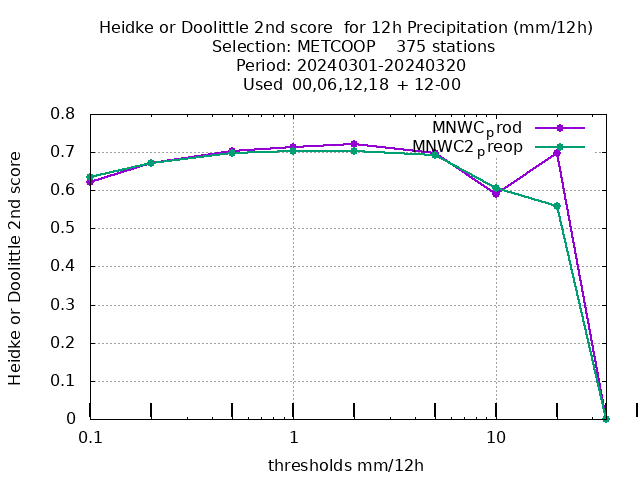 Heidke or Doolittle 2nd score  for 12h Precipitation (mm/12h)
Selection: METCOOP    375 stations
Period: 20240301-20240320
Used  00,06,12,18 + 12-00
MNWCprod
MNWC2preop
0.8
0.7
0.6
0.5
0.4
0.3
0.2
0.1
0
Heidke or Doolittle 2nd score
0.1 1 10
thresholds mm/12h